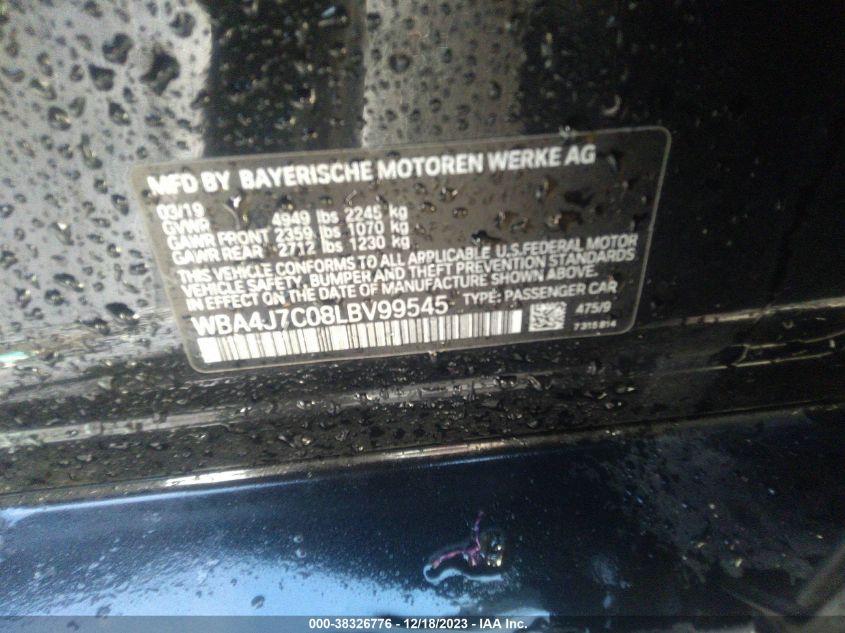 MFD BY BAYERISCHE MOTOREN WERKE AG
03/19
GVWR 4949 lbs 2245 kg
GAWR FRONT 2359 lbs 1070 kg
GAWR REAR 2712 lbs 1230 kg
THIS VEHICLE CONFORMS TO ALL APPLICABLE U.S.FEDERAL MOTOR
VEHICLE SAFETY, BUMPER AND THEFT PREVENTION STANDARDS
IN EFFECT ON THE DATE OF MANUFACTURE SHOWN ABOVE.
WBA4J7C08LBV99545 TYPE: PASSENGER CAR
475/9
7 315 814
000-38326776 - 12/18/2023 - IAA Inc.